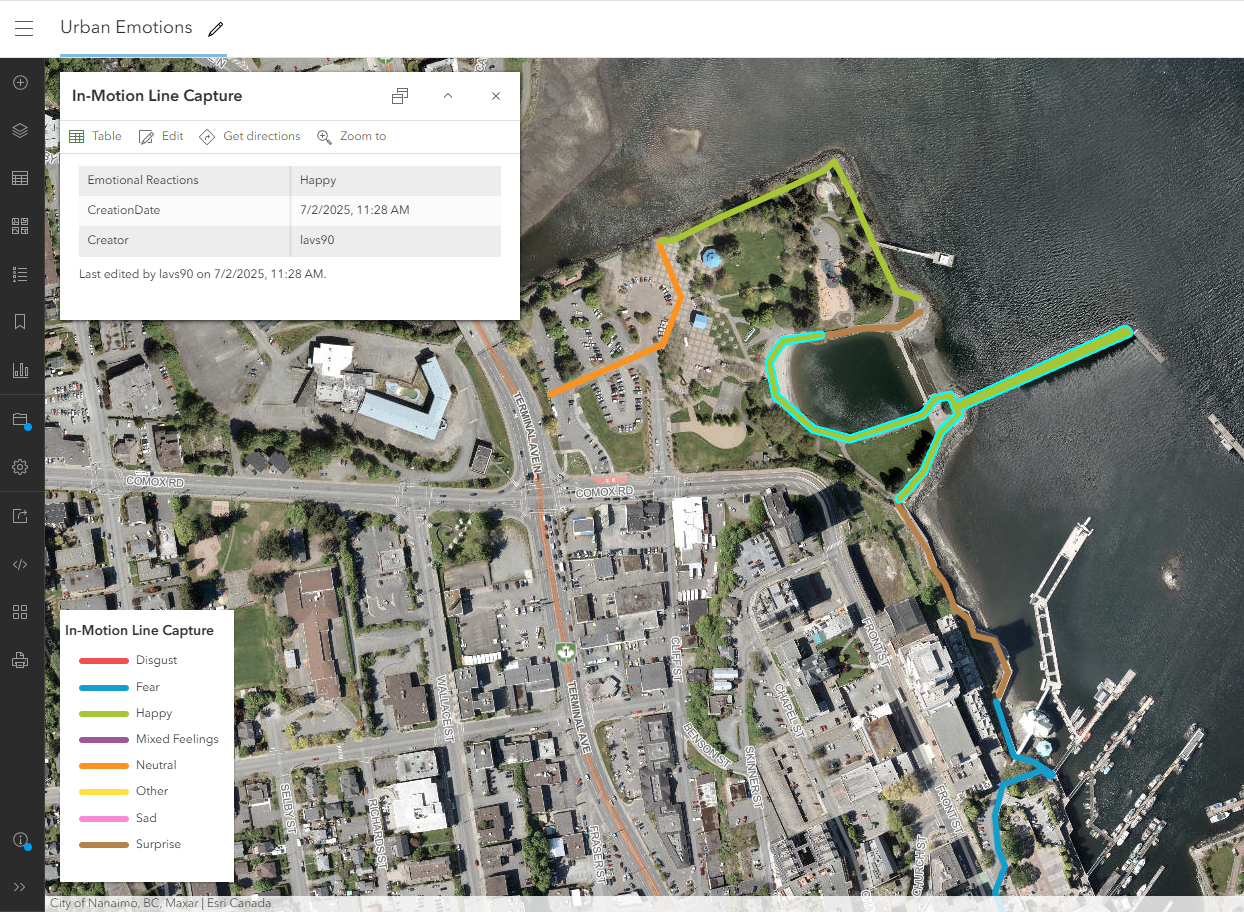 Urban Emotions
In-Motion Line Capture
Table Edit Get directions Zoom to
Emotional Reactions Happy
CreationDate 7/2/2025, 11:28 AM
Creator lavs90
Last edited by lavs90 on 7/2/2025, 11:28 AM.
TERMINAL AVE N
COMOX RD
COMOX RD
1
CLIFF ST
FRONT ST
WALLACE ST
TERMINAL AVE
CHAPEL ST
BENSON ST
SKINNER ST
FRONT ST
SELBY ST
RICHARDS ST
FRASER ST
CHURCH ST
In-Motion Line Capture
Disgust
Fear
Happy
Mixed Feelings
Neutral
Other
Sad
Surprise
City of Nanaimo, BC, Maxar | Esri Canada